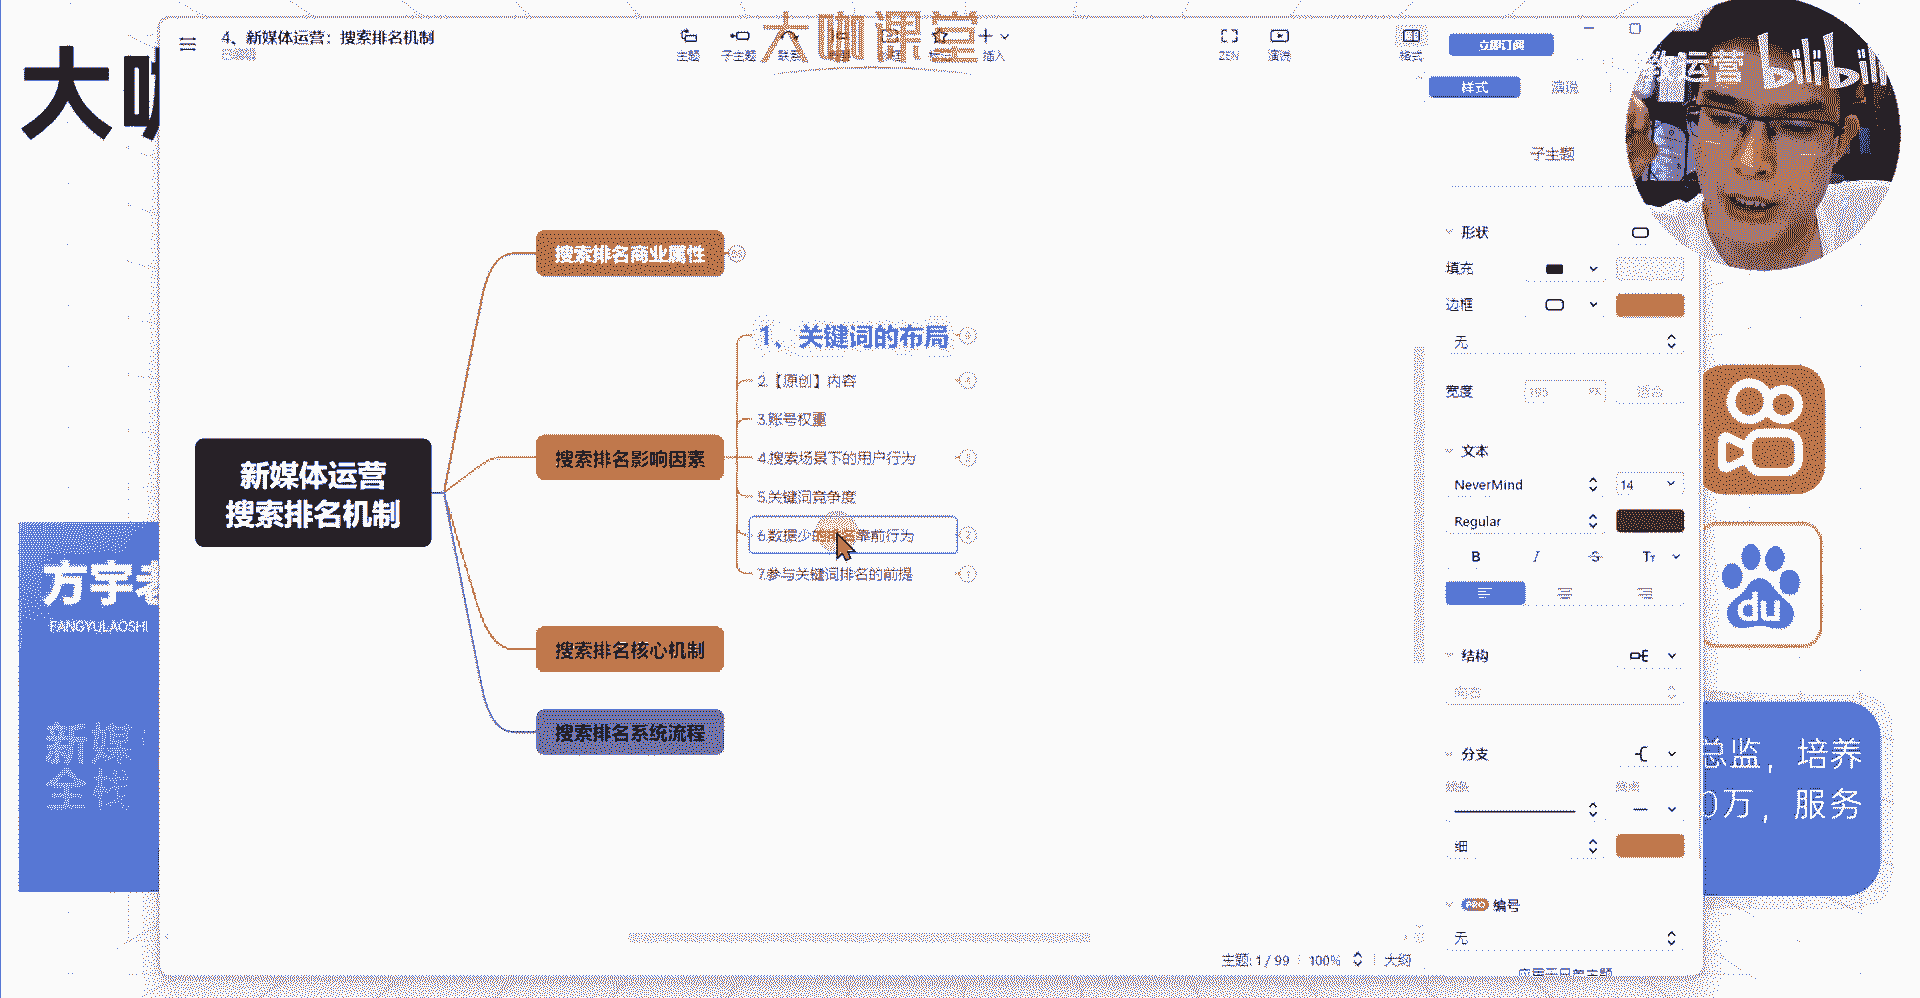 4、新媒体运营：搜索排名机制
大咖课堂
主题
子主题
插入
ZEN
演说
格式
立即订阅
运营 bilibili
样式
演说
子主题
大
搜索排名商业属性
1、关键词的布局
2.【原创】内容
3.账号权重
4.搜索场景下的用户行为
5.关键词竞争度
6.数据少的排名靠前行为
7.参与关键词排名的前提
搜索排名影响因素
新媒体运营
搜索排名机制
搜索排名核心机制
搜索排名系统流程
形状
填充
边框
无
宽度
文本
NeverMind
14
Regular
B I S Tт
结构
分支
细
PRO 编号
无
主题: 1 / 99
100%
大纲
方宇老
FANGYULAOSHI
新媒
全栈
du
总监，培养
0万，服务